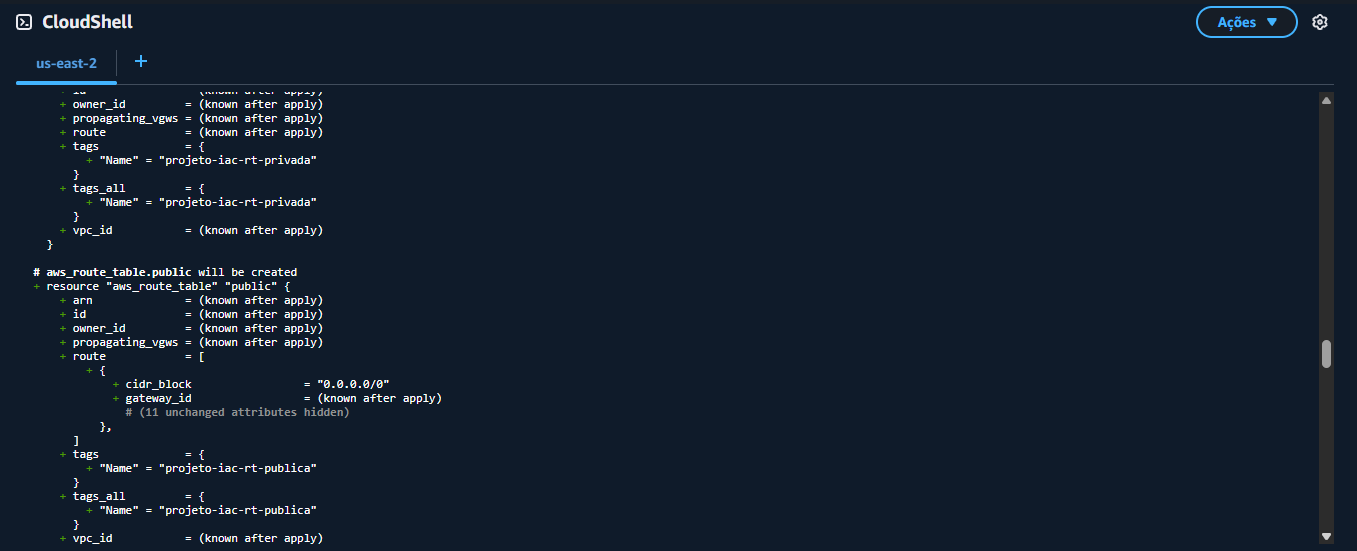 CloudShell
Ações
us-east-2
+
+ id = (known after apply)
+ owner_id = (known after apply)
+ propagating_vgws = (known after apply)
+ route = (known after apply)
+ tags = {
+ "Name" = "projeto-iac-rt-privada"
}
+ tags_all = {
+ "Name" = "projeto-iac-rt-privada"
}
+ vpc_id = (known after apply)
}
# aws_route_table.public will be created
+ resource "aws_route_table" "public" {
+ arn = (known after apply)
+ id = (known after apply)
+ owner_id = (known after apply)
+ propagating_vgws = (known after apply)
+ route = [
+ {
+ cidr_block = "0.0.0.0/0"
+ gateway_id = (known after apply)
# (11 unchanged attributes hidden)
},
]
+ tags = {
+ "Name" = "projeto-iac-rt-publica"
}
+ tags_all = {
+ "Name" = "projeto-iac-rt-publica"
}
+ vpc_id = (known after apply)